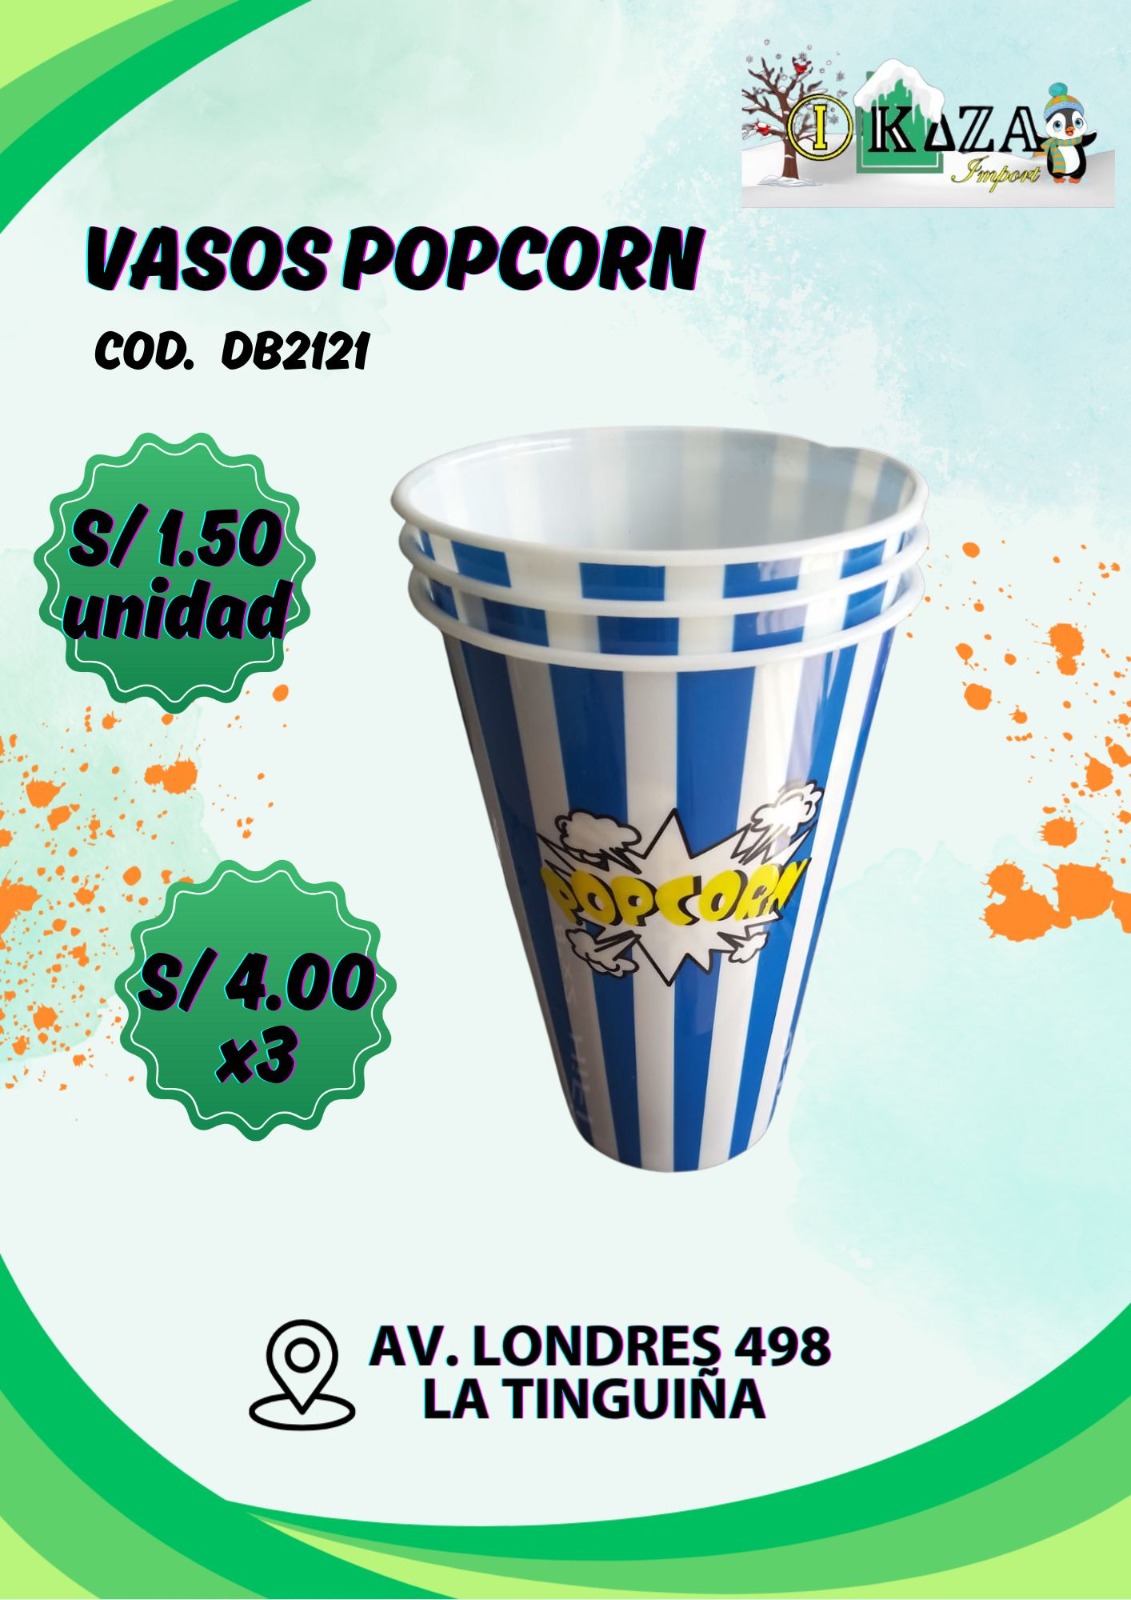 I KAZA
Import
VASOS POPCORN
COD. DB2121
S/ 1.50
unidad
POPCORN
S/ 4.00
x3
AV. LONDRES 498
LA TINGUIÑA